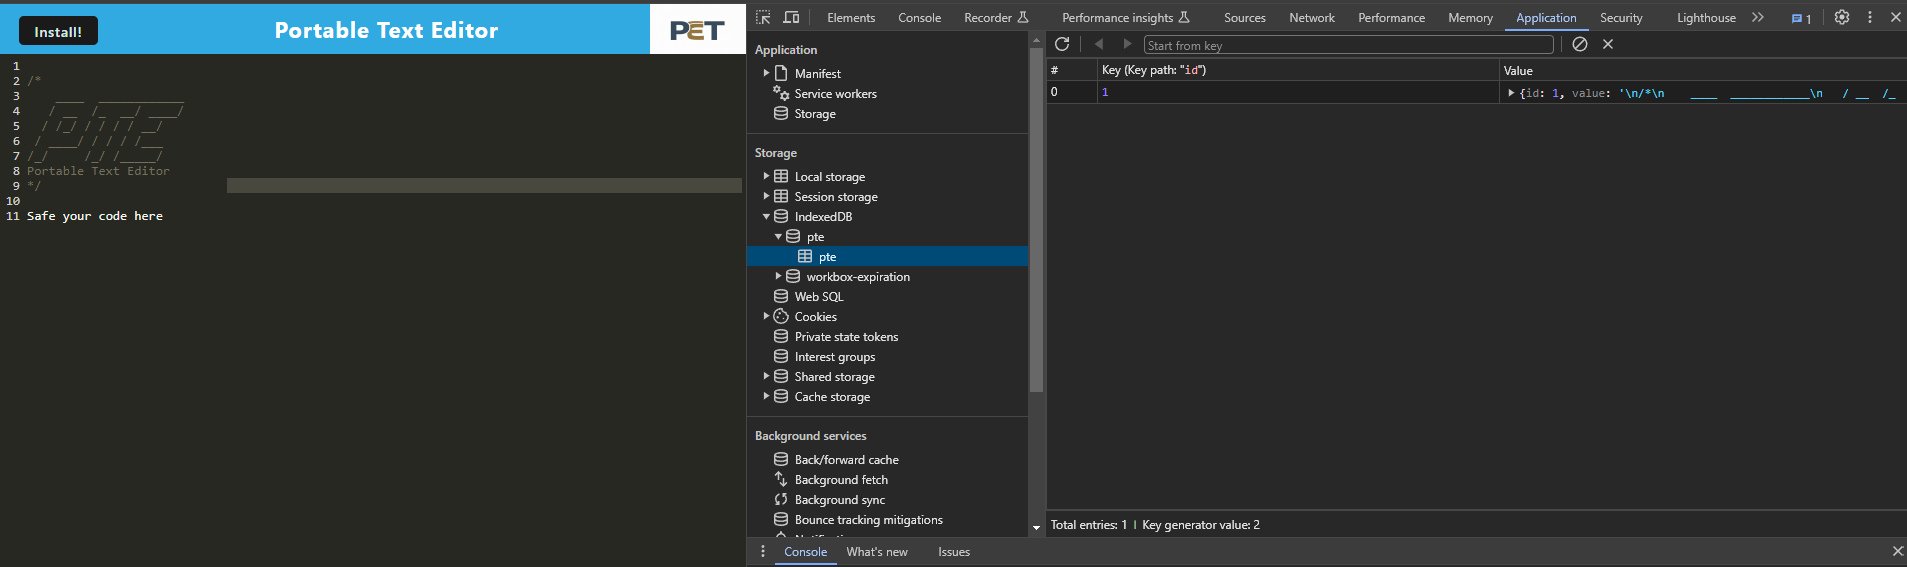 Install!
Portable Text Editor
PET
1
2 /*
3     ____  ____________
4    / __  /_  __/ ____/
5   / /_/ / / / / / __/
6  / ____/ / / / /___
7 /_/     /_/ /_____/
8 Portable Text Editor
9 */
10
11 Safe your code here
Elements Console Recorder Performance insights Sources Network Performance Memory Application Security Lighthouse 1
Application
Manifest
Service workers
Storage
Storage
Local storage
Session storage
IndexedDB
pte
pte
workbox-expiration
Web SQL
Cookies
Private state tokens
Interest groups
Shared storage
Cache storage
Background services
Back/forward cache
Background fetch
Background sync
Bounce tracking mitigations
Start from key
# Key (Key path: "id") Value
0 1 {id: 1, value: '\n/*\n    ____  ___________\n   / __  /_
Total entries: 1 Key generator value: 2
Console What's new Issues